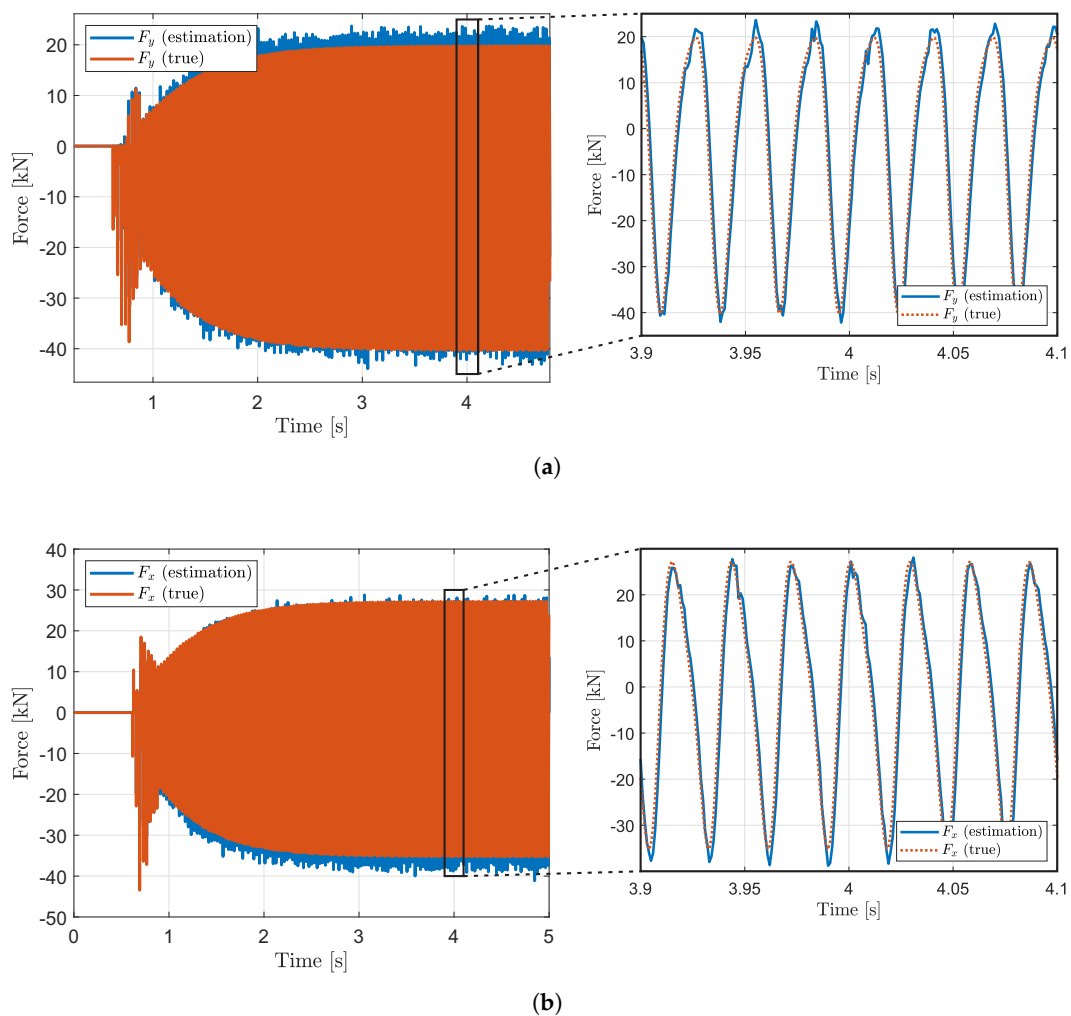 F_y (estimation)
F_y (true)
20
10
0
-10
20
-30
-40
Force [kN]
1
2
3
4
Time [s]
20
10
0
-10
-20
-30
-40
Force [kN]
F_y (estimation)
F_y (true)
3.9
3.95
4
4.05
4.1
Time [s]
(a)
F_x (estimation)
F_x (true)
40
30
20
10
0
-10
-20
-30
-40
-50
Force [kN]
0
1
2
3
4
5
Time [s]
20
10
0
-10
-20
-30
Force [kN]
F_x (estimation)
F_x (true)
3.9
3.95
4
4.05
4.1
Time [s]
(b)